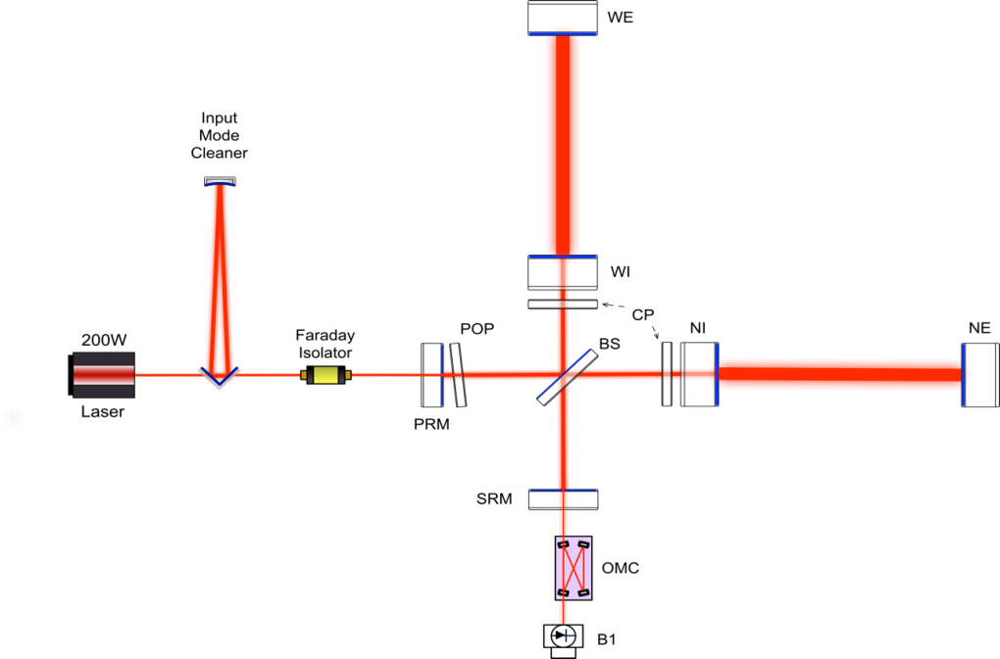 WE
Input
Mode
Cleaner
WI
CP
NI
NE
200W
Laser
Faraday
Isolator
POP
BS
PRM
SRM
OMC
B1